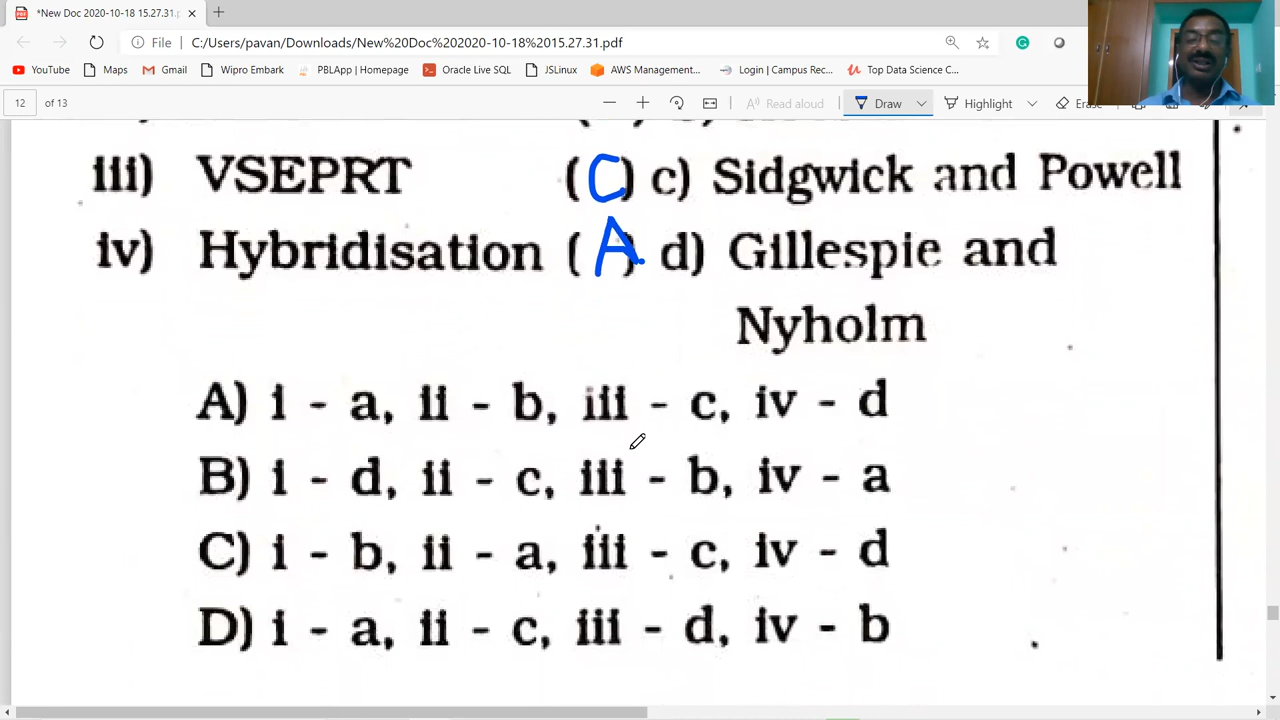 *New Doc 2020-10-18 15.27.31.p
File C:/Users/pavan/Downloads/New%20Doc%202020-10-18%2015.27.31.pdf
YouTube Maps Gmail Wipro Embark PBLApp | Homepage Oracle Live SQL JSLinux AWS Management... Login | Campus Rec... Top Data Science C...
12 of 13 Read aloud Draw Highlight Erase
iii) VSEPRT (C) c) Sidgwick and Powell
iv) Hybridisation (A) d) Gillespie and
Nyholm
A) i - a, ii - b, iii - c, iv - d
B) i - d, ii - c, iii - b, iv - a
C) i - b, ii - a, iii - c, iv - d
D) i - a, ii - c, iii - d, iv - b